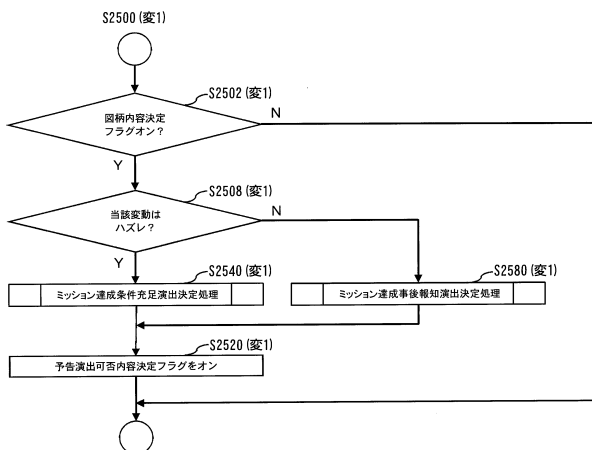 S2500(変1)
S2502(変1)
図柄内容決定
フラグオン？
N
Y
S2508(変1)
当該変動は
ハズレ？
N
Y
S2540(変1)
ミッション達成条件充足演出決定処理
S2580(変1)
ミッション達成事後報知演出決定処理
S2520(変1)
予告演出可否内容決定フラグをオン